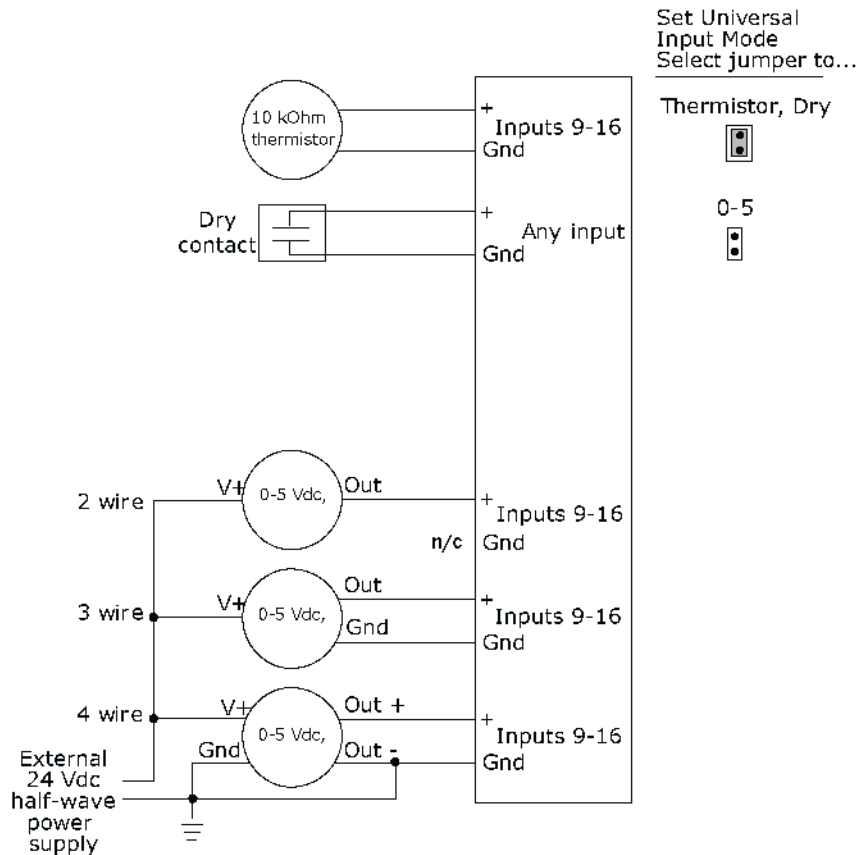 Set Universal
Input Mode
Select jumper to...
Thermistor, Dry
0-5
10 kOhm
thermistor
+
Inputs 9-16
Gnd
Dry
contact
+
Any input
Gnd
2 wire
V+
0-5 Vdc,
Out
+
Inputs 9-16
n/c
Gnd
3 wire
V+
0-5 Vdc,
Out
Gnd
+
Inputs 9-16
Gnd
4 wire
V+
Gnd
0-5 Vdc,
Out +
Out -
+
Inputs 9-16
Gnd
External
24 Vdc
half-wave
power
supply